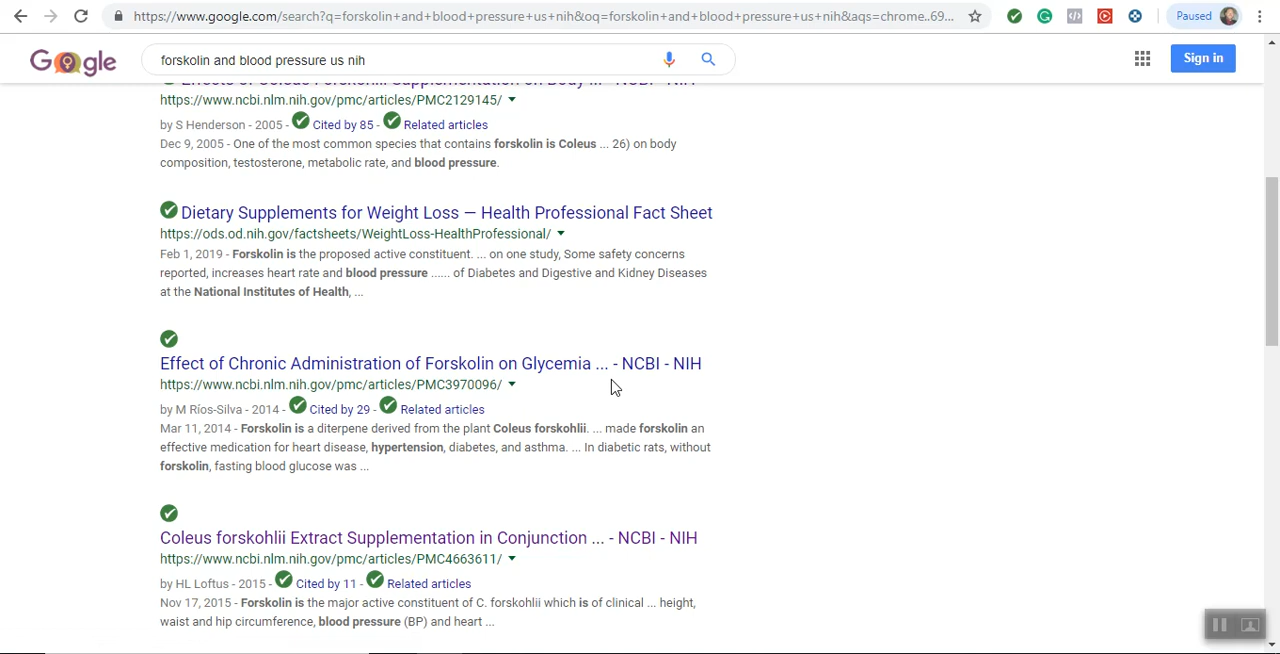 https://www.google.com/search?q=forskolin+and+blood+pressure+us+nih&oq=forskolin+and+blood+pressure+us+nih&aqs=chrome..69...
Paused
Google
forskolin and blood pressure us nih
Sign in
Effects of Coleus Forskohlii Supplementation on Body ... - NCBI - NIH
https://www.ncbi.nlm.nih.gov/pmc/articles/PMC2129145/
by S Henderson - 2005 - Cited by 85 - Related articles
Dec 9, 2005 - One of the most common species that contains forskolin is Coleus ... 26) on body
composition, testosterone, metabolic rate, and blood pressure.
Dietary Supplements for Weight Loss — Health Professional Fact Sheet
https://ods.od.nih.gov/factsheets/WeightLoss-HealthProfessional/
Feb 1, 2019 - Forskolin is the proposed active constituent. ... on one study, Some safety concerns
reported, increases heart rate and blood pressure ...... of Diabetes and Digestive and Kidney Diseases
at the National Institutes of Health, ...
Effect of Chronic Administration of Forskolin on Glycemia ... - NCBI - NIH
https://www.ncbi.nlm.nih.gov/pmc/articles/PMC3970096/
by M Ríos-Silva - 2014 - Cited by 29 - Related articles
Mar 11, 2014 - Forskolin is a diterpene derived from the plant Coleus forskohlii. ... made forskolin an
effective medication for heart disease, hypertension, diabetes, and asthma. ... In diabetic rats, without
forskolin, fasting blood glucose was ...
Coleus forskohlii Extract Supplementation in Conjunction ... - NCBI - NIH
https://www.ncbi.nlm.nih.gov/pmc/articles/PMC4663611/
by HL Loftus - 2015 - Cited by 11 - Related articles
Nov 17, 2015 - Forskolin is the major active constituent of C. forskohlii which is of clinical ... height,
waist and hip circumference, blood pressure (BP) and heart ...